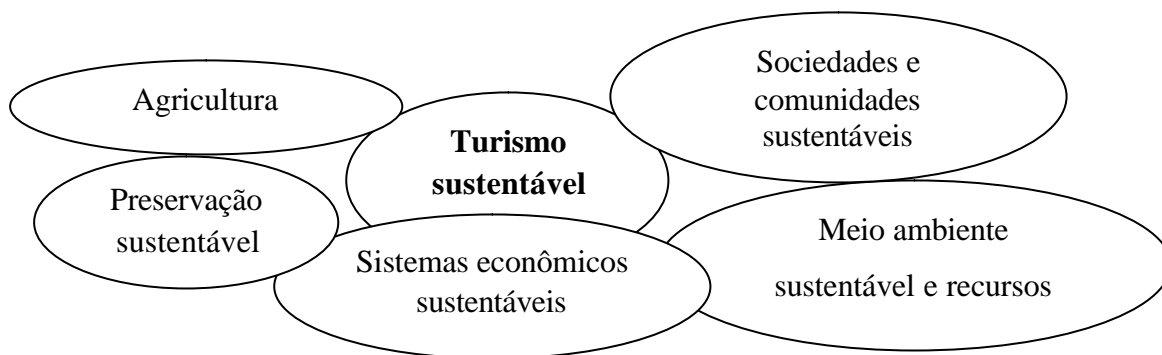 Agricultura
Sociedades e
comunidades
sustentáveis
Turismo
sustentável
Preservação
sustentável
Sistemas econômicos
sustentáveis
Meio ambiente
sustentável e recursos